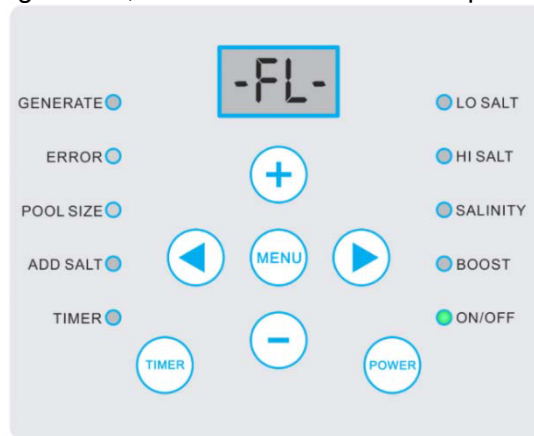 -FL-
GENERATE
LO SALT
ERROR
HI SALT
+
POOL SIZE
SALINITY
ADD SALT
MENU
BOOST
TIMER
ON/OFF
-
TIMER
POWER